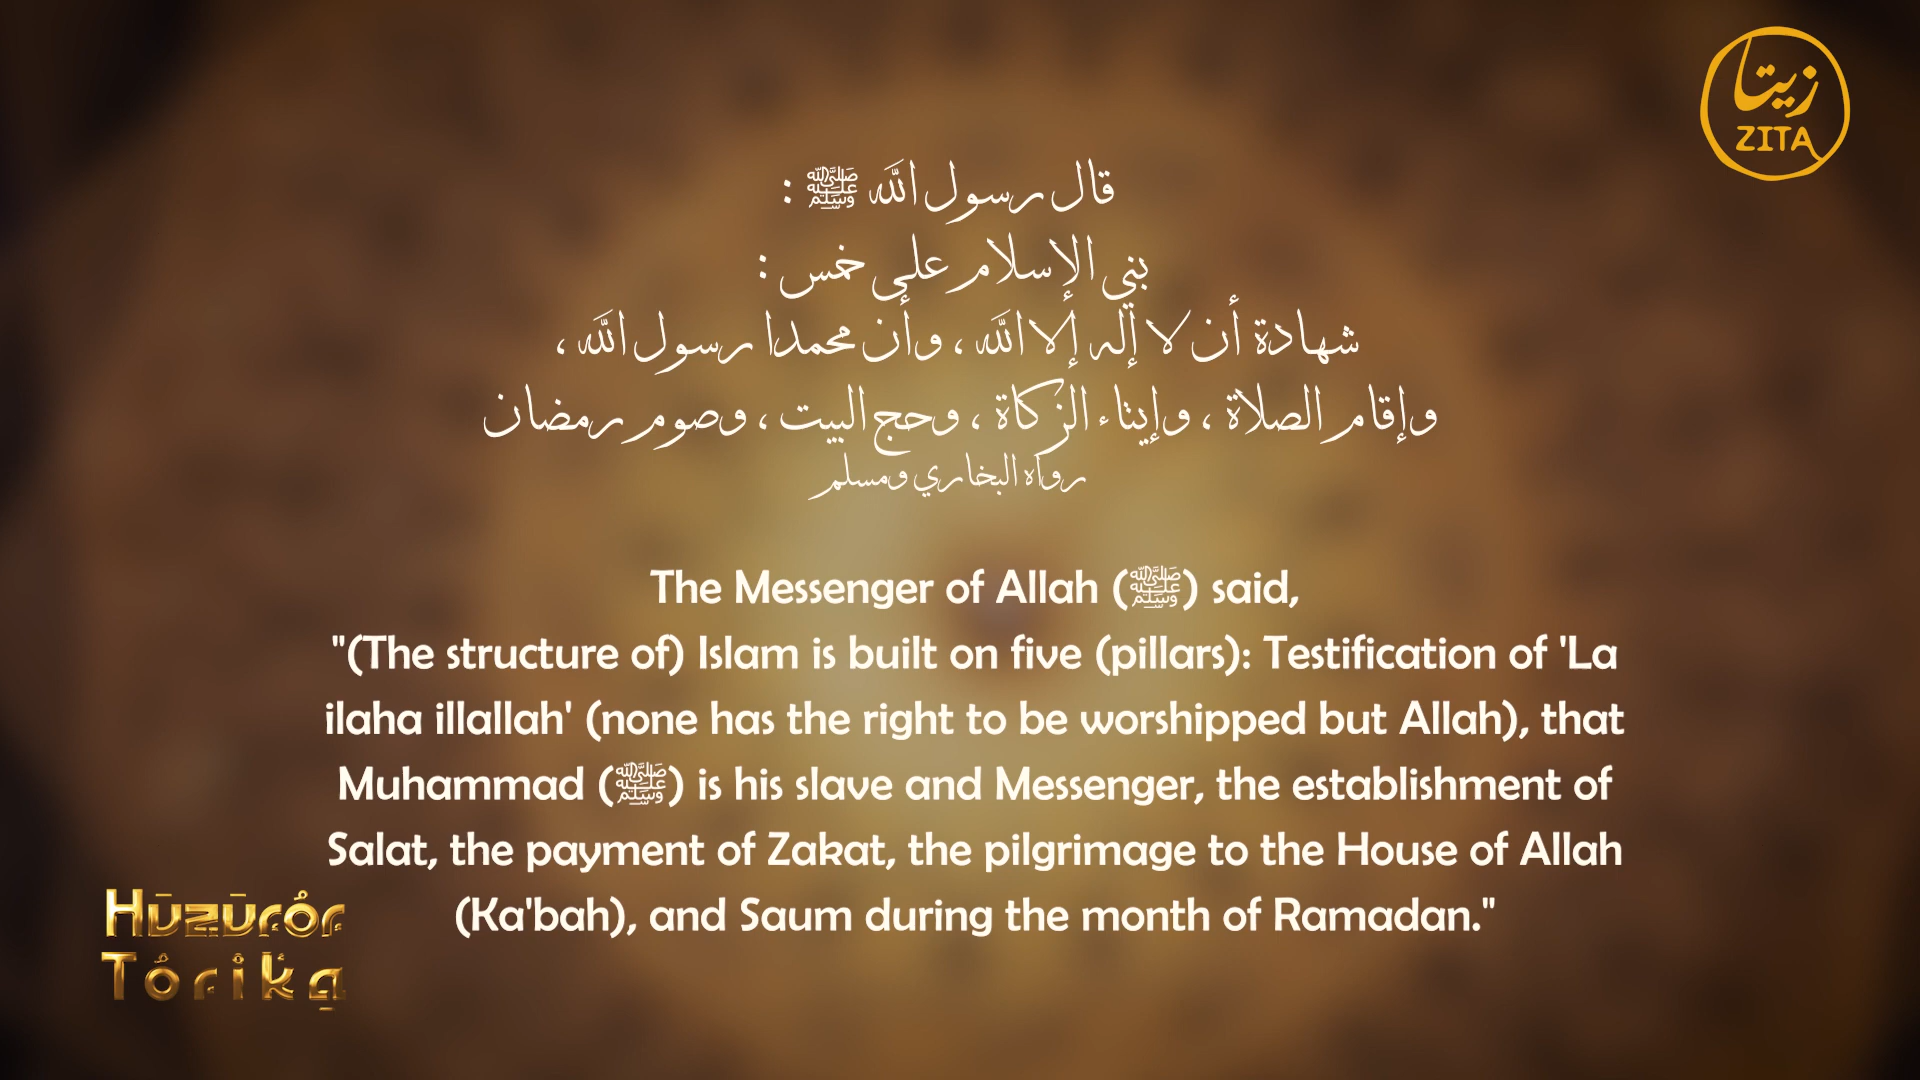 زيتا
ZITA
قال رسول الله ﷺ :
بني الإسلام على خمس :
شهادة أن لا إله إلا الله ، وأن محمدا رسول الله ،
وإقام الصلاة ، وإيتاء الزكاة ، وحج البيت ، وصوم رمضان
رواه البخاري ومسلم
The Messenger of Allah (ﷺ) said,
"(The structure of) Islam is built on five (pillars): Testification of 'La
ilaha illallah' (none has the right to be worshipped but Allah), that
Muhammad (ﷺ) is his slave and Messenger, the establishment of
Salat, the payment of Zakat, the pilgrimage to the House of Allah
(Ka'bah), and Saum during the month of Ramadan."
Hūzūrór
Tórika